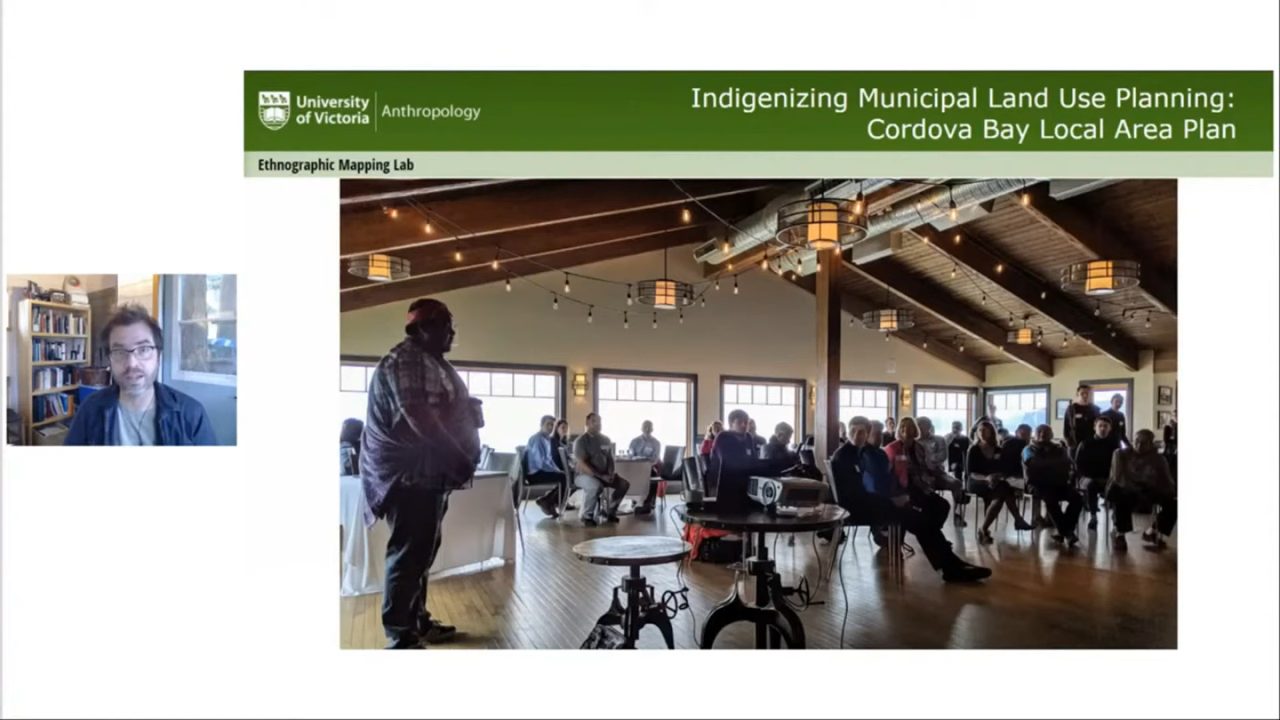 University
of Victoria
Anthropology
Indigenizing Municipal Land Use Planning:
Cordova Bay Local Area Plan
Ethnographic Mapping Lab